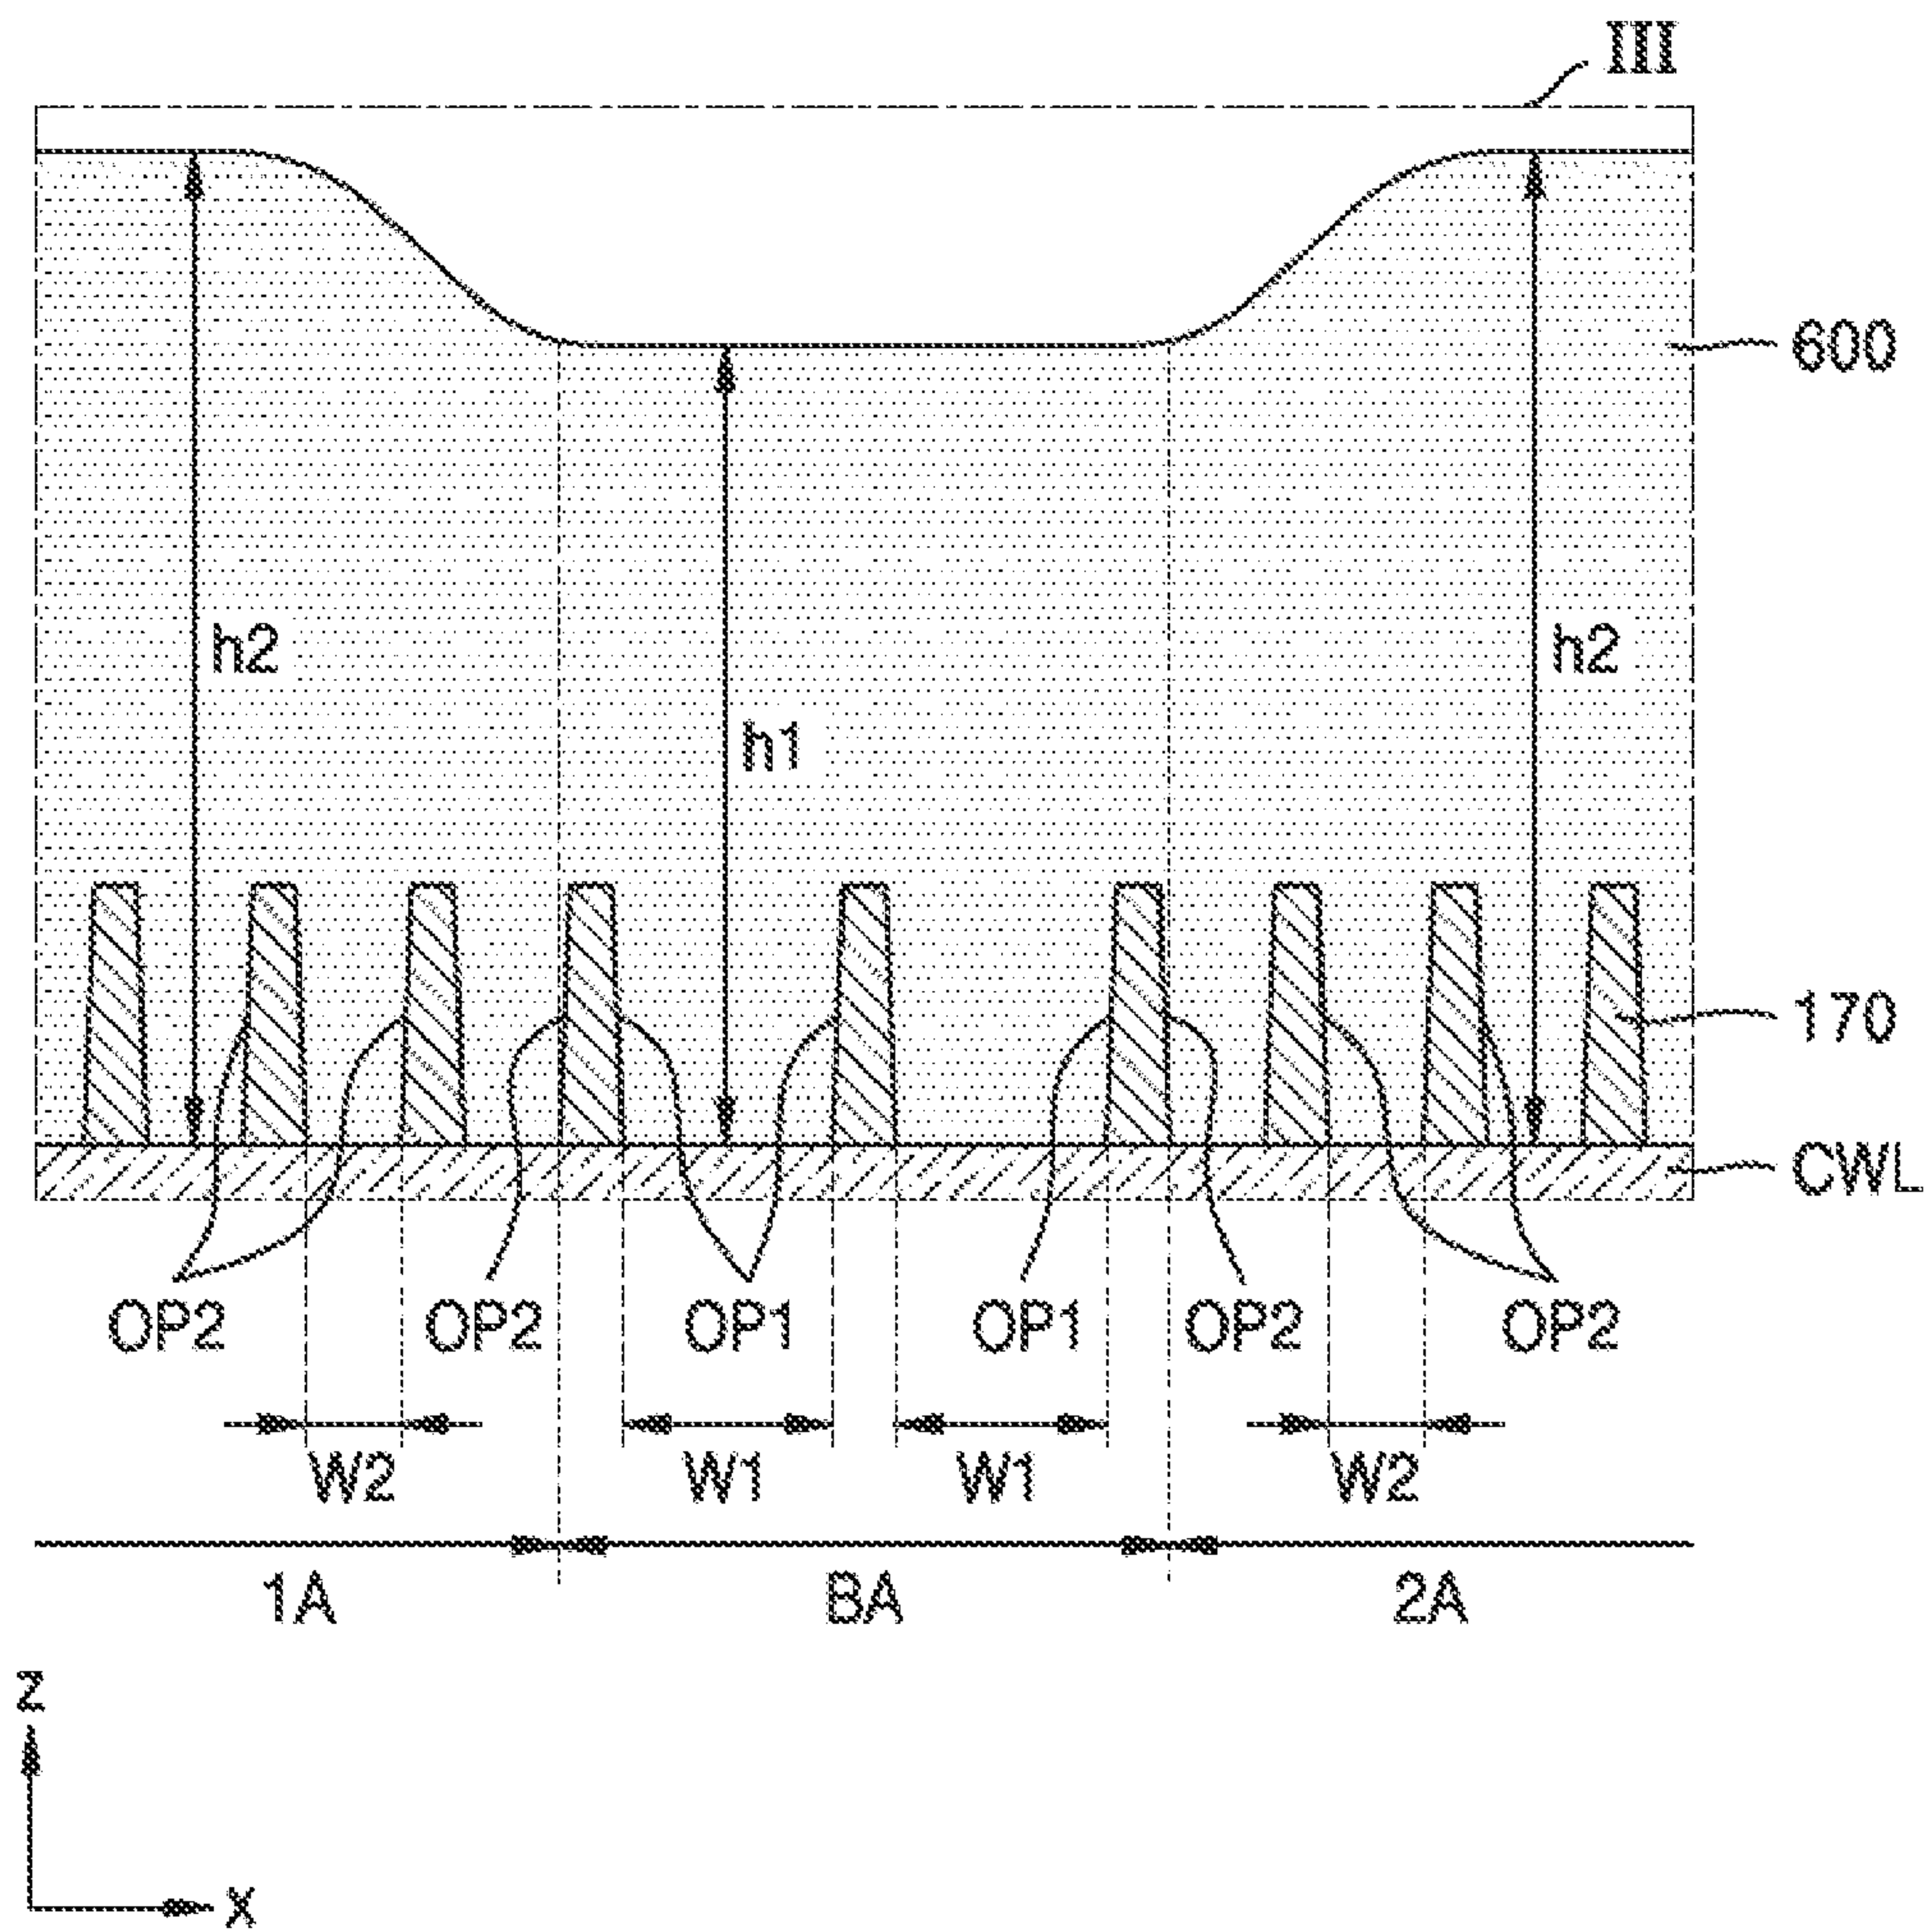 III
600
h2
h2
h1
170
CWL
OP2 OP2 OP1 OP1 OP2 OP2
W2 W1 W1 W2
1A BA 2A
z
x